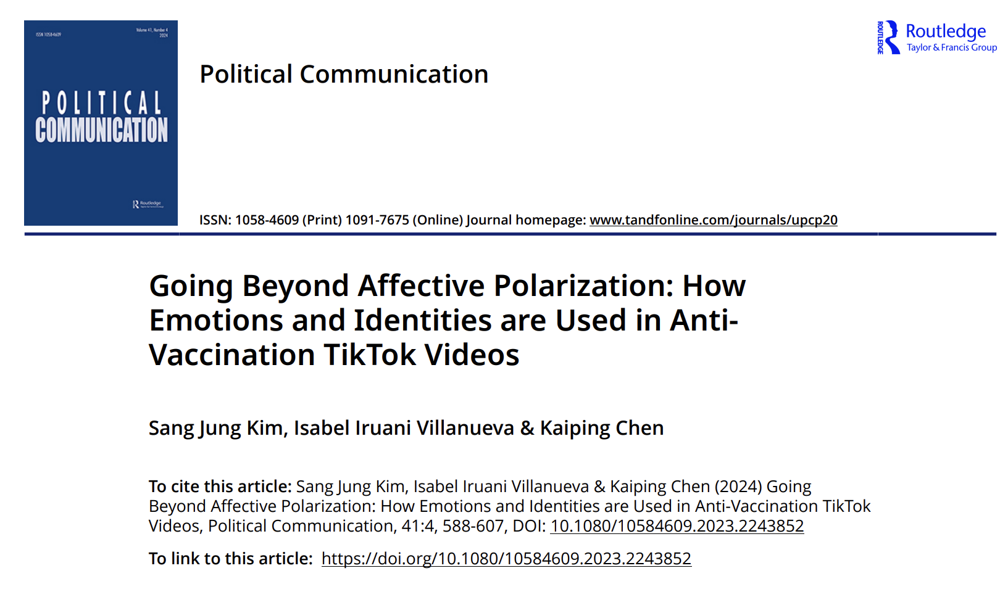 ISSN 1058-4609
Volume 41, Number 4
2024
POLITICAL
COMMUNICATION
Routledge
Political Communication
ROUTLEDGE
Routledge
Taylor & Francis Group
ISSN: 1058-4609 (Print) 1091-7675 (Online) Journal homepage: www.tandfonline.com/journals/upcp20
Going Beyond Affective Polarization: How
Emotions and Identities are Used in Anti-
Vaccination TikTok Videos
Sang Jung Kim, Isabel Iruani Villanueva & Kaiping Chen
To cite this article: Sang Jung Kim, Isabel Iruani Villanueva & Kaiping Chen (2024) Going
Beyond Affective Polarization: How Emotions and Identities are Used in Anti-Vaccination TikTok
Videos, Political Communication, 41:4, 588-607, DOI: 10.1080/10584609.2023.2243852
To link to this article: https://doi.org/10.1080/10584609.2023.2243852